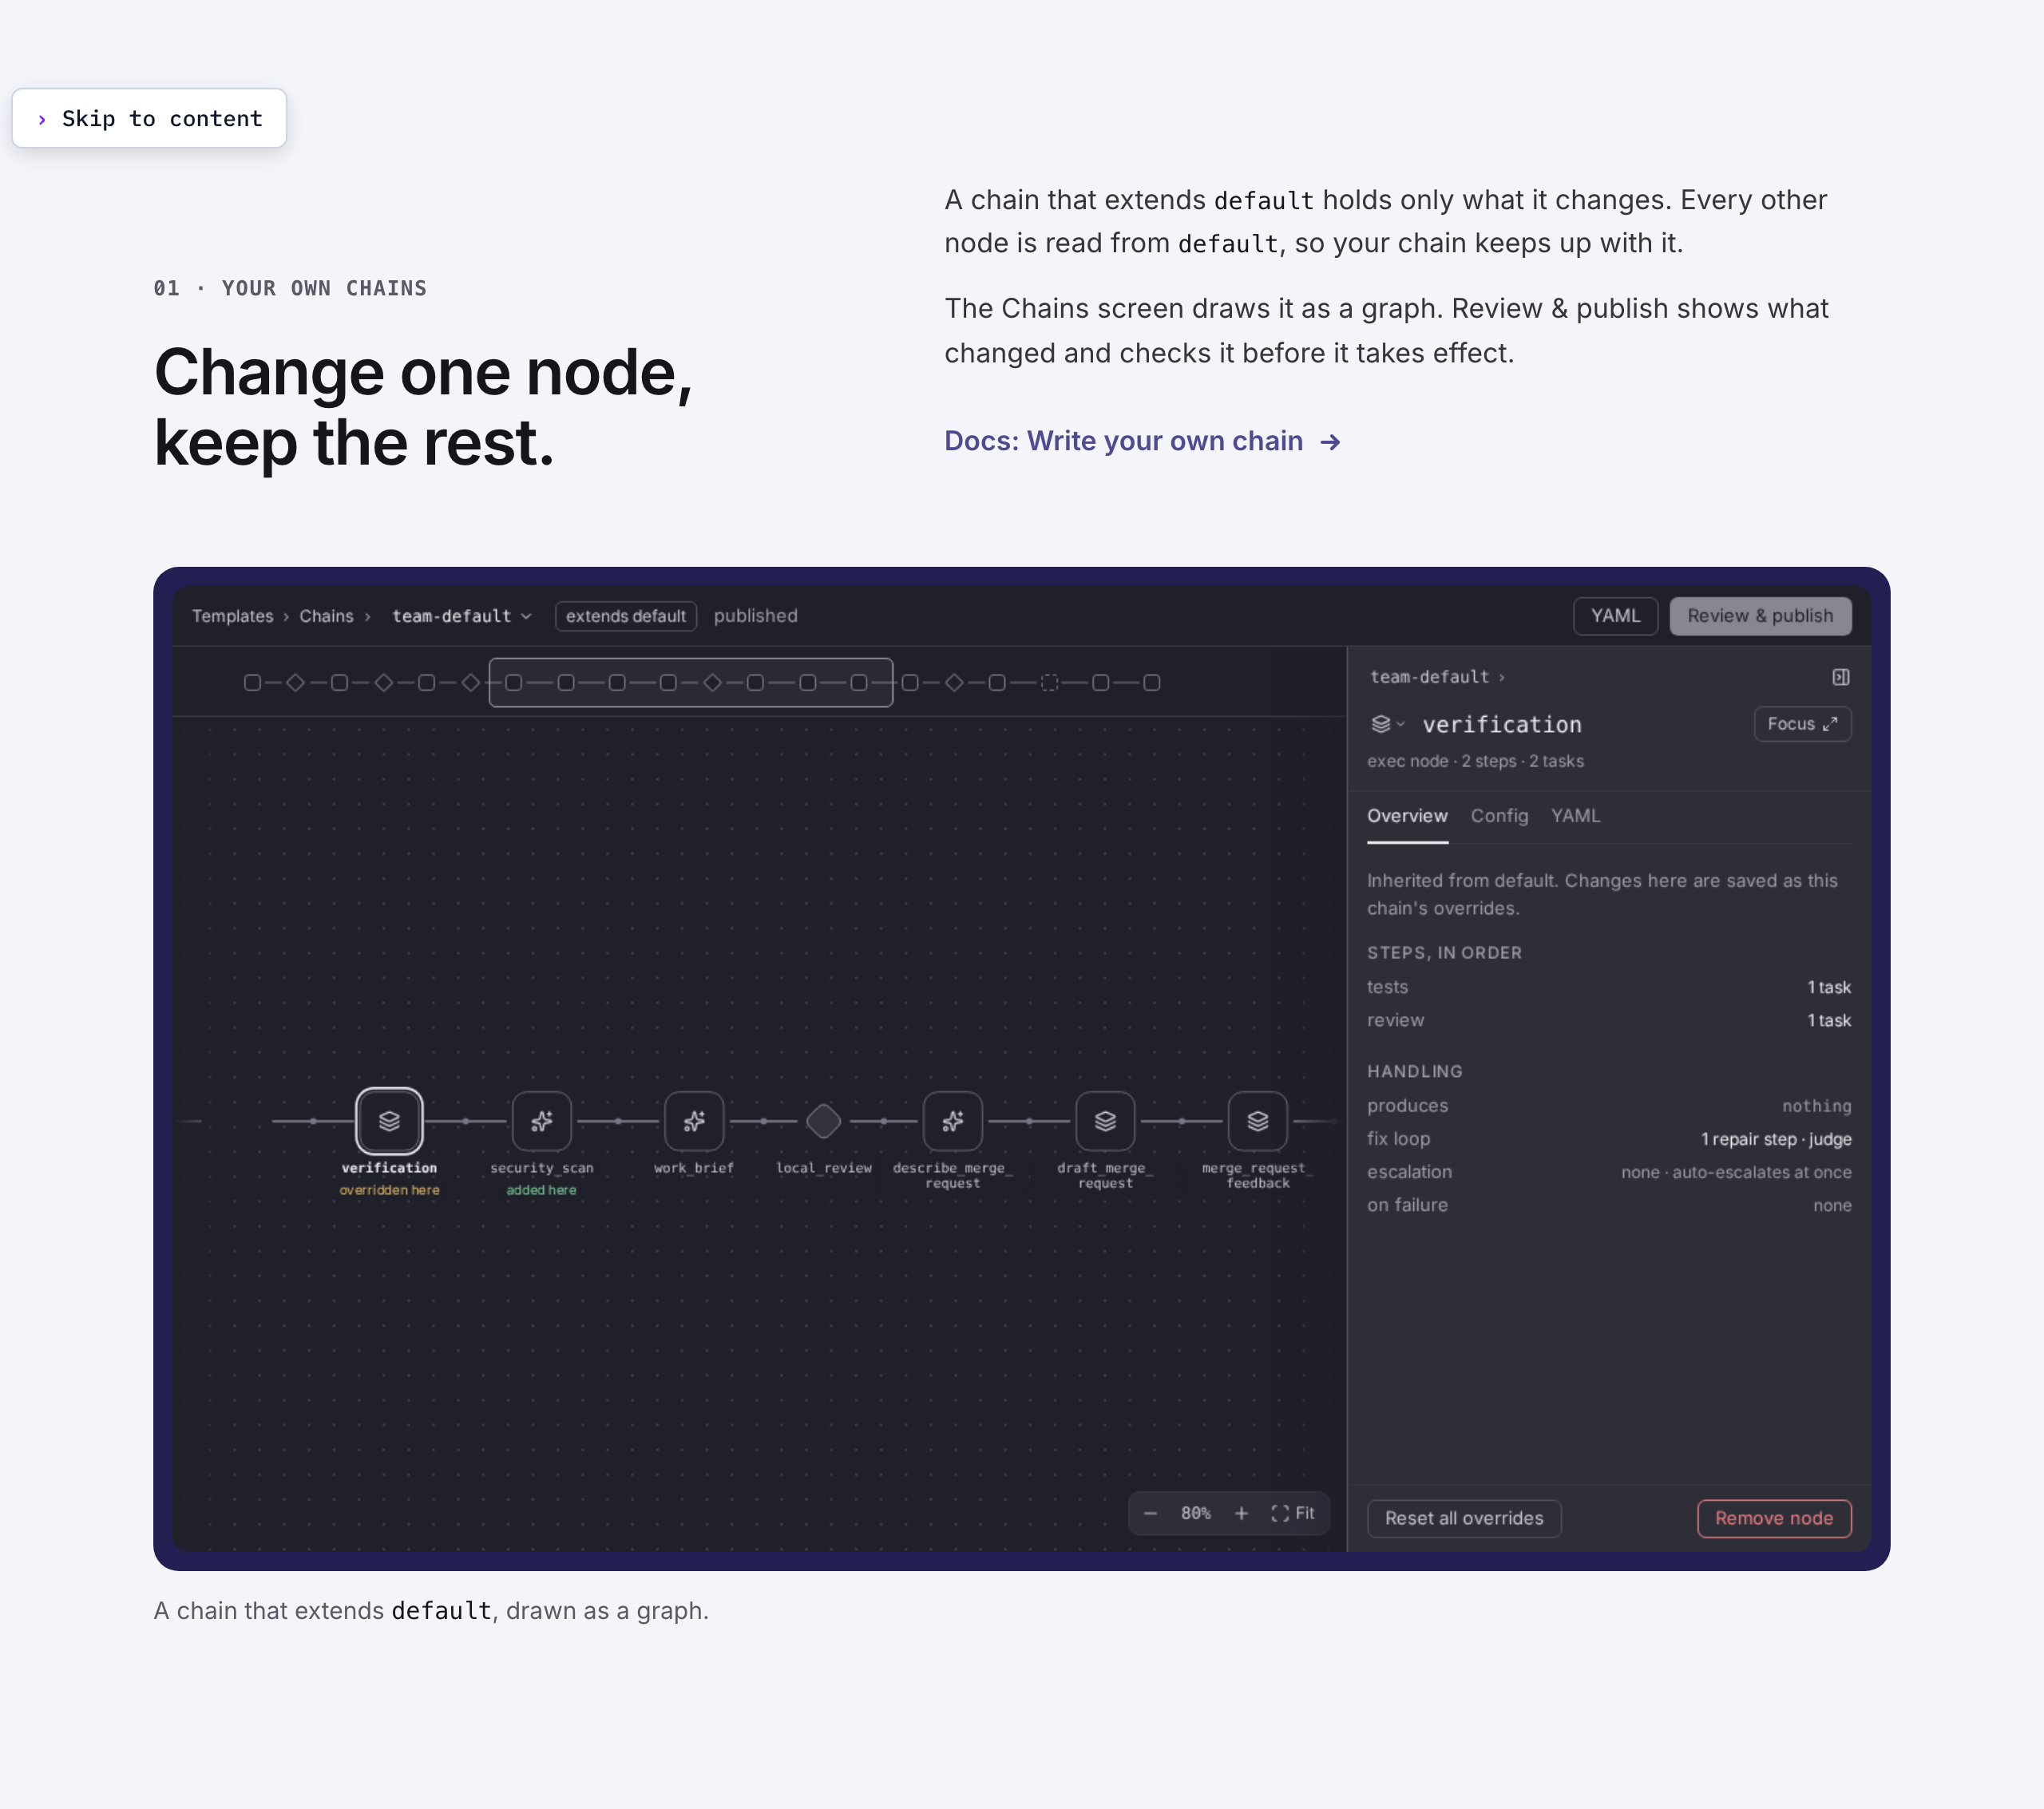 › Skip to content
01 · YOUR OWN CHAINS
Change one node,
keep the rest.
A chain that extends default holds only what it changes. Every other
node is read from default, so your chain keeps up with it.
The Chains screen draws it as a graph. Review & publish shows what
changed and checks it before it takes effect.
Docs: Write your own chain →
Templates › Chains › team-default extends default published YAML Review & publish
team-default ›
verification Focus
exec node · 2 steps · 2 tasks
Overview Config YAML
Inherited from default. Changes here are saved as this
chain's overrides.
STEPS, IN ORDER
tests 1 task
review 1 task
HANDLING
produces nothing
fix loop 1 repair step · judge
escalation none · auto-escalates at once
on failure none
Reset all overrides Remove node
verification
overridden here
security_scan
added here
work_brief
local_review
describe_merge_
request
draft_merge_
request
merge_request_
feedback
− 80% + Fit
A chain that extends default, drawn as a graph.